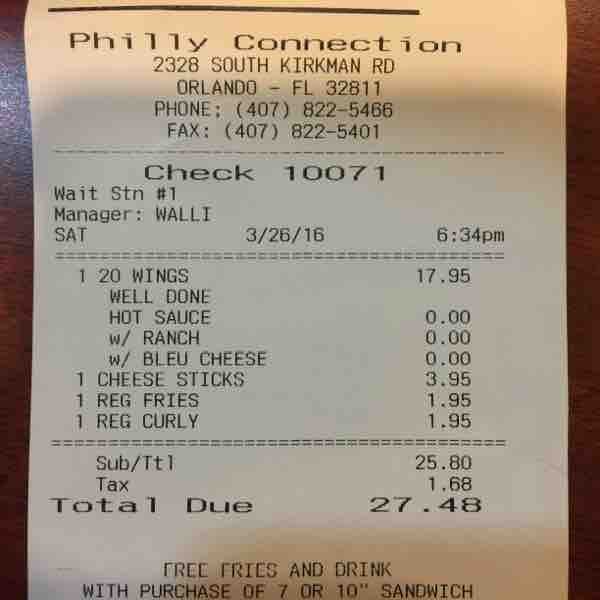 Philly Connection
2328 SOUTH KIRKMAN RD
ORLANDO - FL 32811
PHONE: (407) 822-5466
FAX: (407) 822-5401
Check 10071
Wait Stn #1
Manager: WALLI
SAT 3/26/16 6:34pm
1 20 WINGS 17.95
WELL DONE
HOT SAUCE 0.00
w/ RANCH 0.00
w/ BLEU CHEESE 0.00
1 CHEESE STICKS 3.95
1 REG FRIES 1.95
1 REG CURLY 1.95
Sub/Ttl 25.80
Tax 1.68
Total Due 27.48
FREE FRIES AND DRINK
WITH PURCHASE OF 7 OR 10" SANDWICH